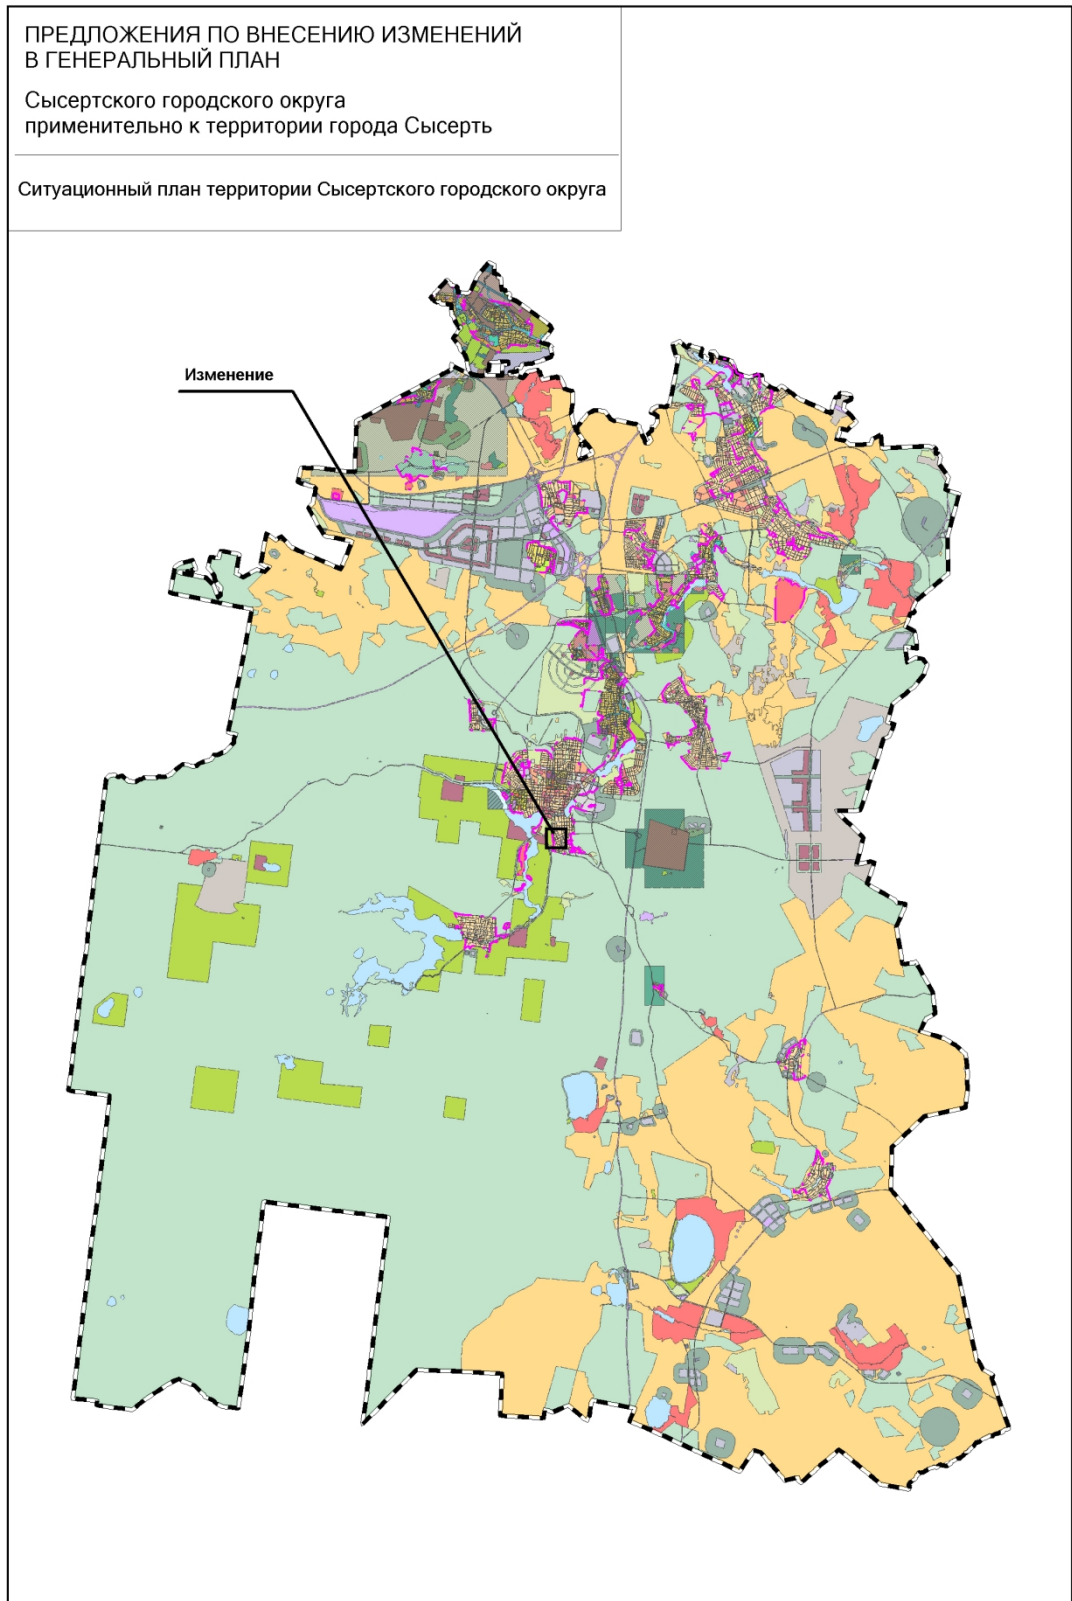 ПРЕДЛОЖЕНИЯ ПО ВНЕСЕНИЮ ИЗМЕНЕНИЙ
В ГЕНЕРАЛЬНЫЙ ПЛАН
Сысертского городского округа
применительно к территории города Сысерть
Ситуационный план территории Сысертского городского округа
Изменение